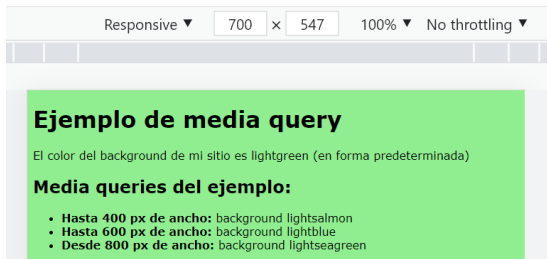 Responsive ▼ 700 × 547 100% ▼ No throttling ▼
Ejemplo de media query
El color del background de mi sitio es lightgreen (en forma predeterminada)
Media queries del ejemplo:
• Hasta 400 px de ancho: background lightsalmon
• Hasta 600 px de ancho: background lightblue
• Desde 800 px de ancho: background lightseagreen